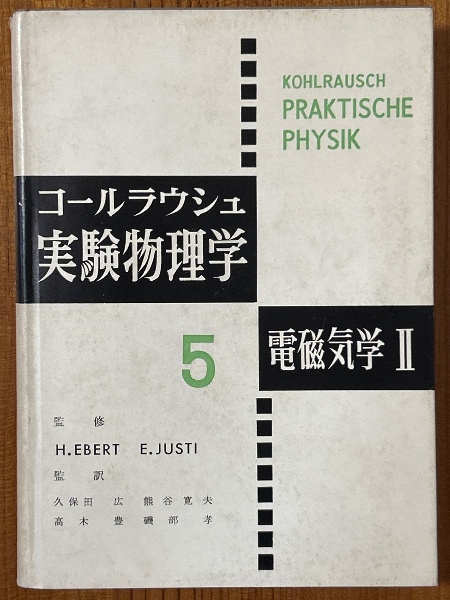 KOHLRAUSCH
PRAKTISCHE
PHYSIK
コールラウシュ
実験物理学
5
電磁気学 II
監修
H.EBERT E.JUSTI
監訳
久保田 広 熊谷寛夫
高木 豊 磯部 孝